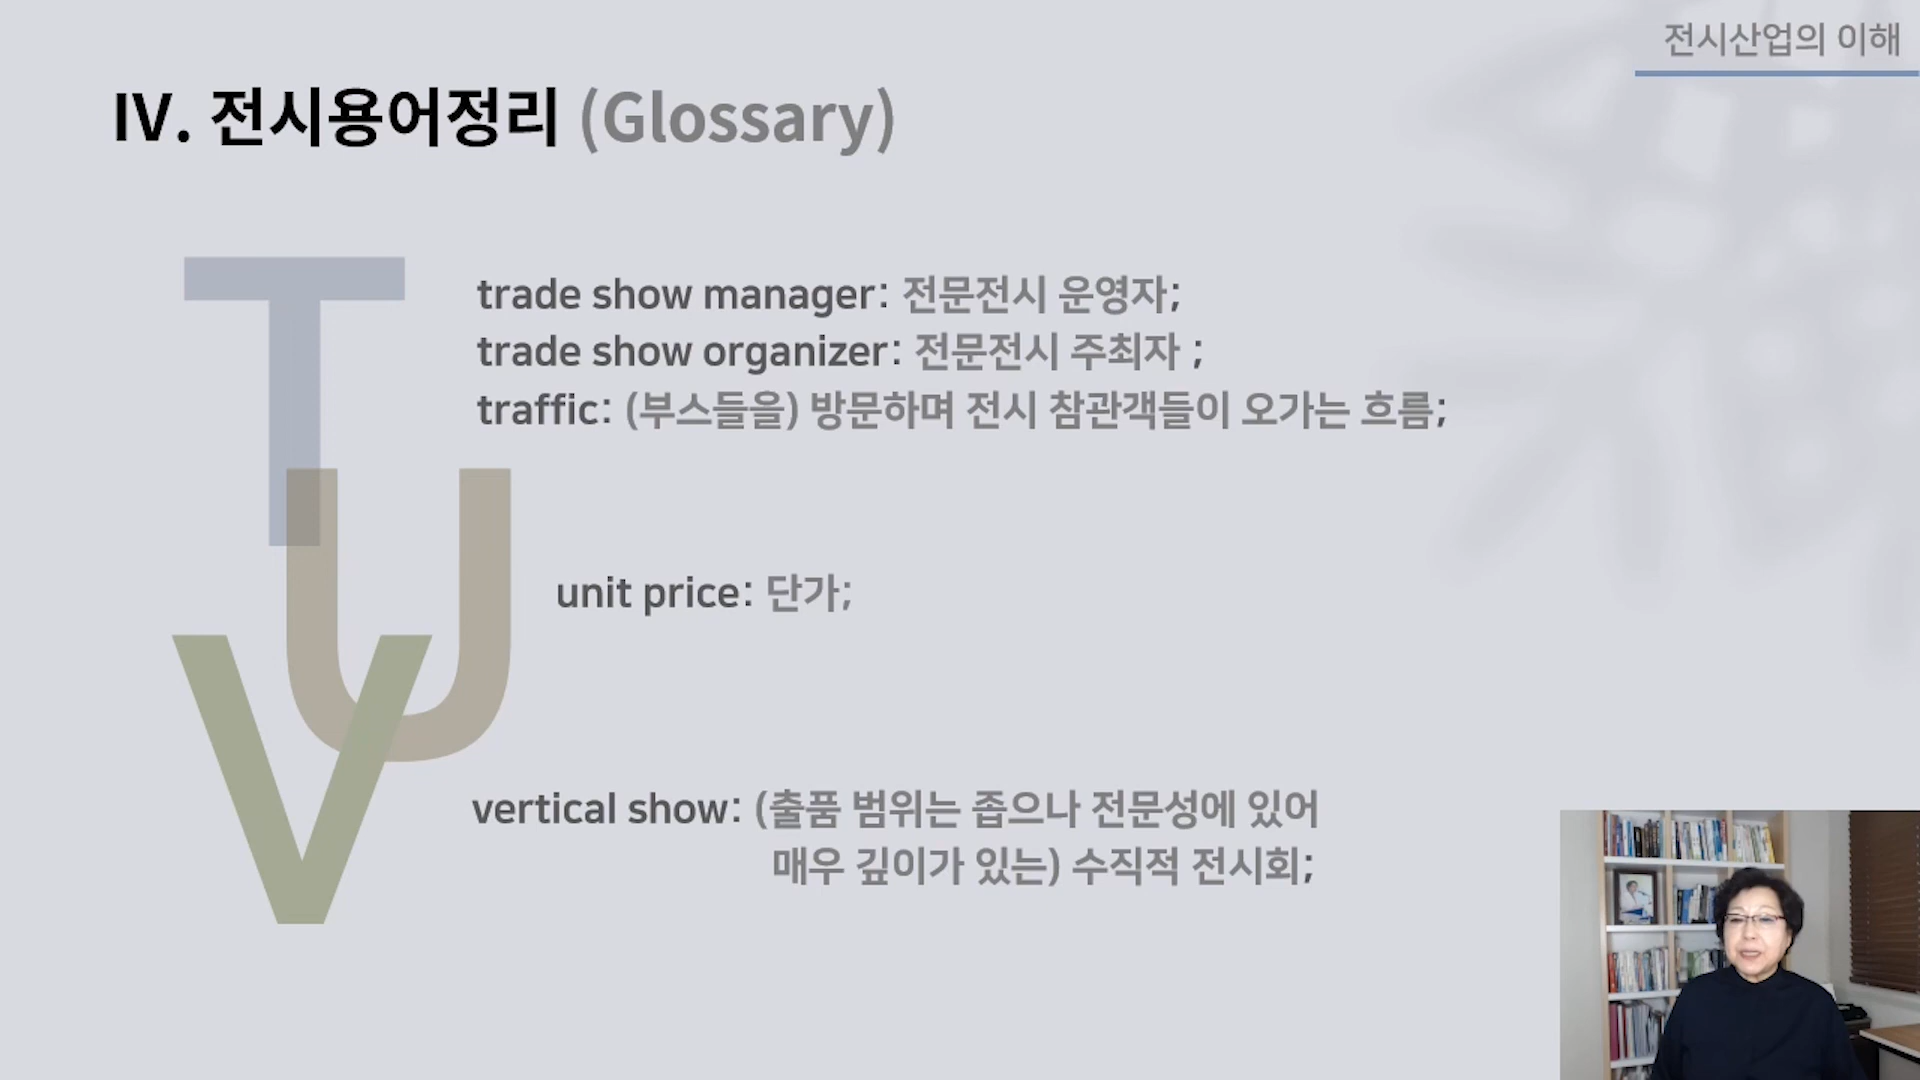 전시산업의 이해
IV. 전시용어정리 (Glossary)
T
trade show manager: 전문전시 운영자;
trade show organizer: 전문전시 주최자 ;
traffic: (부스들을) 방문하며 전시 참관객들이 오가는 흐름;
U
unit price: 단가;
V
vertical show: (출품 범위는 좁으나 전문성에 있어
매우 깊이가 있는) 수직적 전시회;